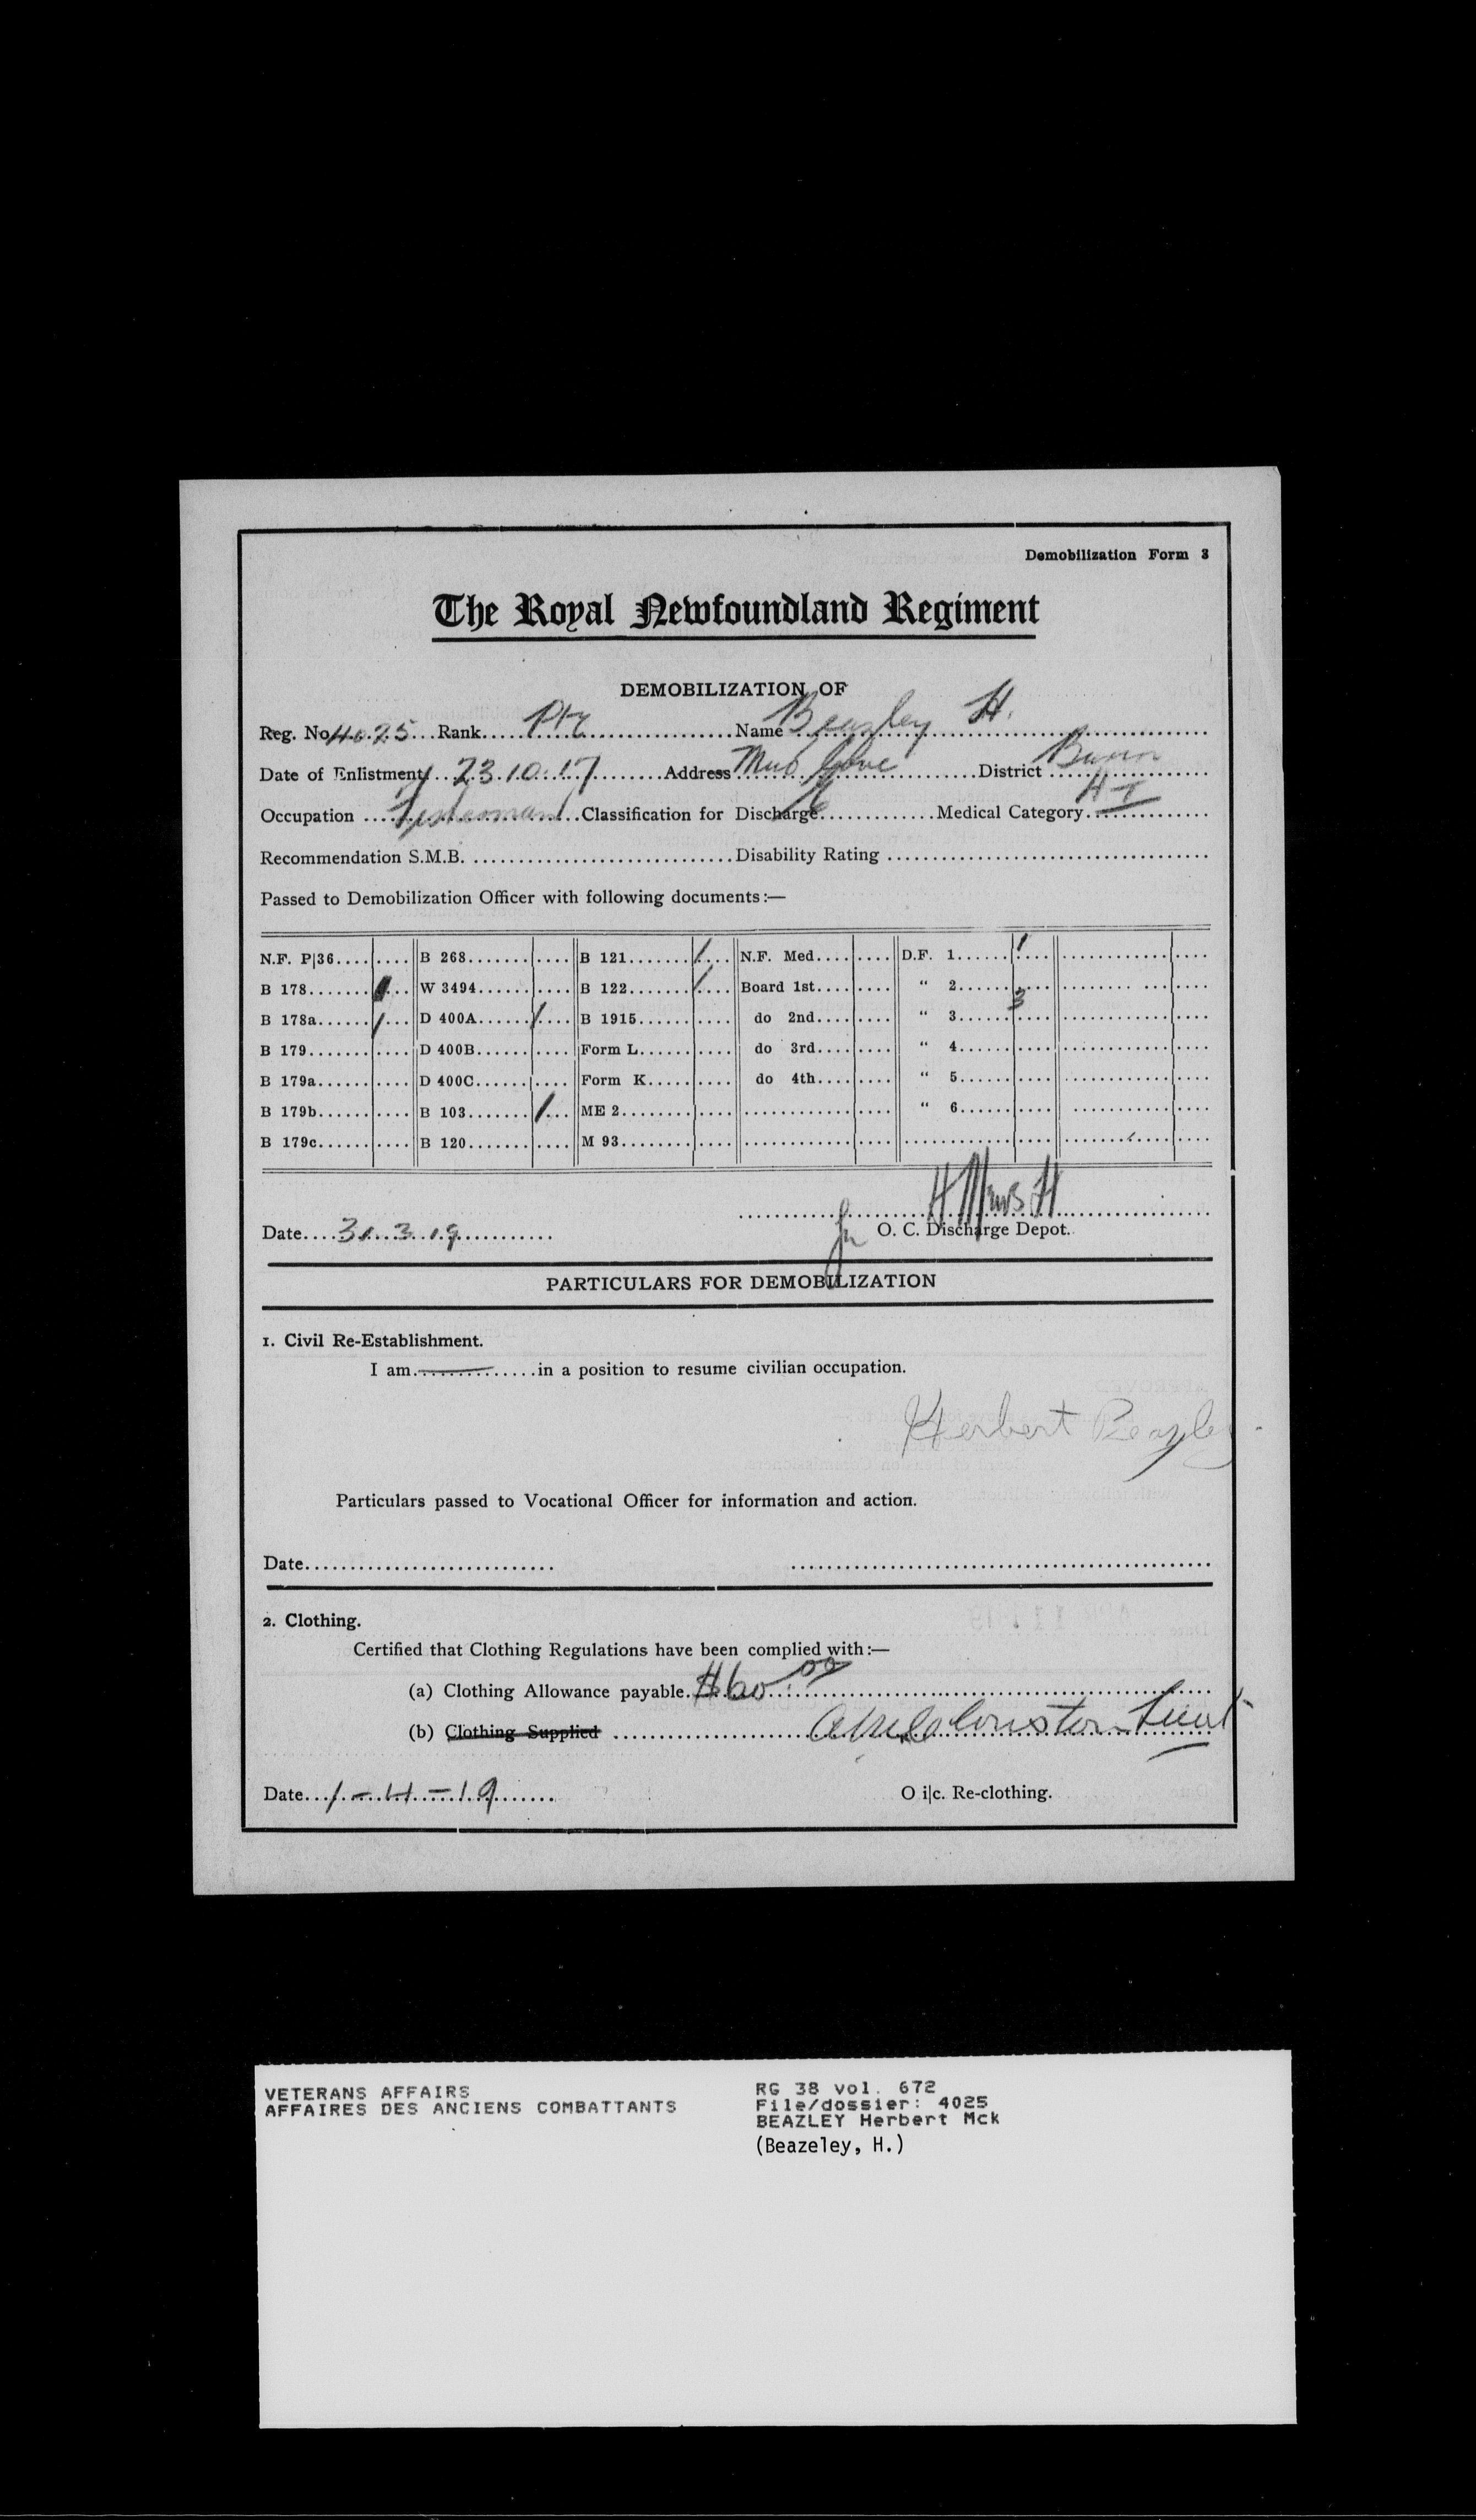 Demobilization Form 3
The Royal Newfoundland Regiment
DEMOBILIZATION OF
Reg. No. 4025 Rank Pte Name Beazley H.
Date of Enlistment 23.10.17 Address Mud Cove District Burin
Occupation Fisherman Classification for Discharge Medical Category A I
Recommendation S.M.B. Disability Rating
Passed to Demobilization Officer with following documents:—
N.F. P|36 B 268 B 121 / N.F. Med. D.F. 1 /
B 178 W 3494 B 122 / Board 1st " 2
B 178a / D 400A / B 1915 do 2nd " 3 3
B 179 D 400B Form L do 3rd " 4
B 179a D 400C Form K do 4th " 5
B 179b B 103 / ME 2 " 6
B 179c B 120 M 93
Date 31.3.19 for O. C. Discharge Depot.
PARTICULARS FOR DEMOBILIZATION
1. Civil Re-Establishment.
I am in a position to resume civilian occupation.
Herbert Beazley
Particulars passed to Vocational Officer for information and action.
Date
2. Clothing.
Certified that Clothing Regulations have been complied with:—
(a) Clothing Allowance payable $60.00
(b) Clothing Supplied Lieut
Date 1-4-19 O i|c. Re-clothing.
VETERANS AFFAIRS
AFFAIRES DES ANCIENS COMBATTANTS
RG 38 vol. 672
File/dossier: 4025
BEAZLEY Herbert Mck
(Beazeley, H.)